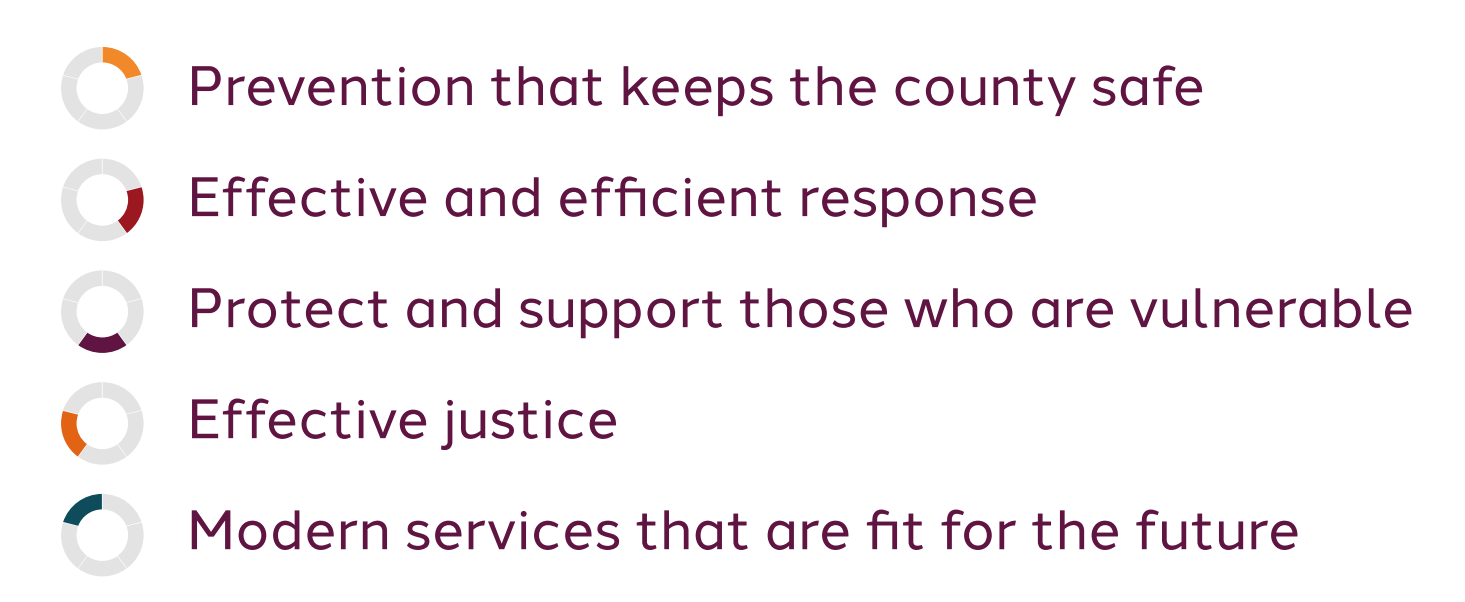 Prevention that keeps the county safe
Effective and efficient response
Protect and support those who are vulnerable
Effective justice
Modern services that are fit for the future